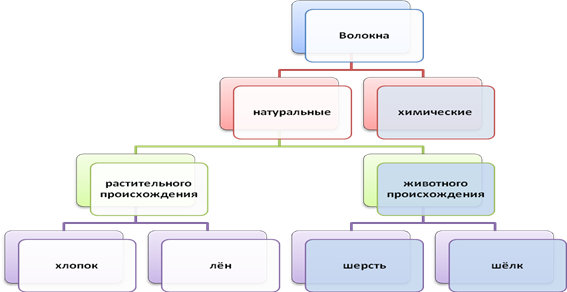 Волокна
натуральные
химические
растительного
происхождения
животного
происхождения
хлопок
лён
шерсть
шёлк